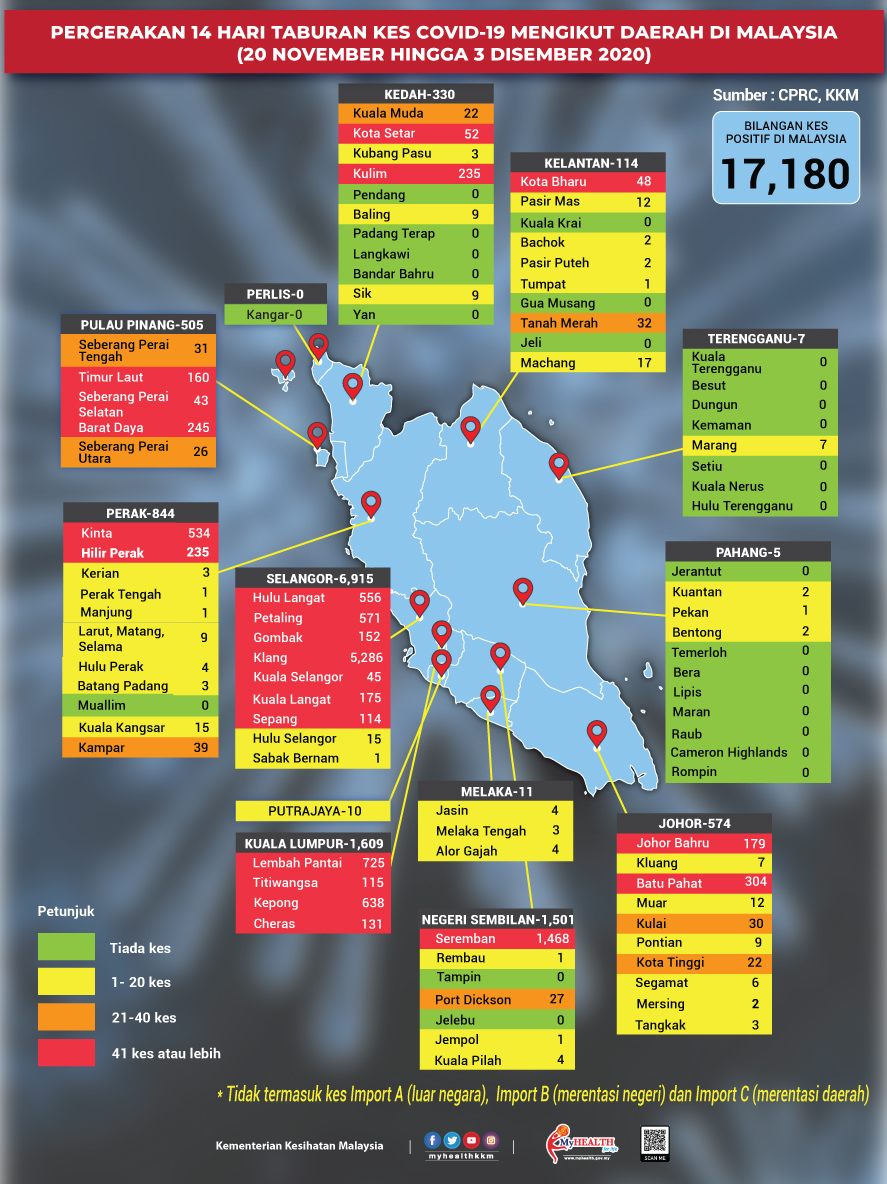 PERGERAKAN 14 HARI TABURAN KES COVID-19 MENGIKUT DAERAH DI MALAYSIA
(20 NOVEMBER HINGGA 3 DISEMBER 2020)
Sumber : CPRC, KKM
BILANGAN KES
POSITIF DI MALAYSIA
17,180
KEDAH-330
Kuala Muda 22
Kota Setar 52
Kubang Pasu 3
Kulim 235
Pendang 0
Baling 9
Padang Terap 0
Langkawi 0
Bandar Bahru 0
Sik 9
Yan 0
KELANTAN-114
Kota Bharu 48
Pasir Mas 12
Kuala Krai 0
Bachok 2
Pasir Puteh 2
Tumpat 1
Gua Musang 0
Tanah Merah 32
Jeli 0
Machang 17
PERLIS-0
Kangar-0
PULAU PINANG-505
Seberang Perai
Tengah 31
Timur Laut 160
Seberang Perai
Selatan 43
Barat Daya 245
Seberang Perai
Utara 26
TERENGGANU-7
Kuala
Terengganu 0
Besut 0
Dungun 0
Kemaman 0
Marang 7
Setiu 0
Kuala Nerus 0
Hulu Terengganu 0
PERAK-844
Kinta 534
Hilir Perak 235
Kerian 3
Perak Tengah 1
Manjung 1
Larut, Matang,
Selama 9
Hulu Perak 4
Batang Padang 3
Muallim 0
Kuala Kangsar 15
Kampar 39
SELANGOR-6,915
Hulu Langat 556
Petaling 571
Gombak 152
Klang 5,286
Kuala Selangor 45
Kuala Langat 175
Sepang 114
Hulu Selangor 15
Sabak Bernam 1
PAHANG-5
Jerantut 0
Kuantan 2
Pekan 1
Bentong 2
Temerloh 0
Bera 0
Lipis 0
Maran 0
Raub 0
Cameron Highlands 0
Rompin 0
PUTRAJAYA-10
KUALA LUMPUR-1,609
Lembah Pantai 725
Titiwangsa 115
Kepong 638
Cheras 131
MELAKA-11
Jasin 4
Melaka Tengah 3
Alor Gajah 4
NEGERI SEMBILAN-1,501
Seremban 1,468
Rembau 1
Tampin 0
Port Dickson 27
Jelebu 0
Jempol 1
Kuala Pilah 4
JOHOR-574
Johor Bahru 179
Kluang 7
Batu Pahat 304
Muar 12
Kulai 30
Pontian 9
Kota Tinggi 22
Segamat 6
Mersing 2
Tangkak 3
Petunjuk
Tiada kes
1- 20 kes
21-40 kes
41 kes atau lebih
* Tidak termasuk kes Import A (luar negara), Import B (merentasi negeri) dan Import C (merentasi daerah)
Kementerian Kesihatan Malaysia
myhealthkkm
MyHEALTH
for life
www.myhealth.gov.my
SCAN ME